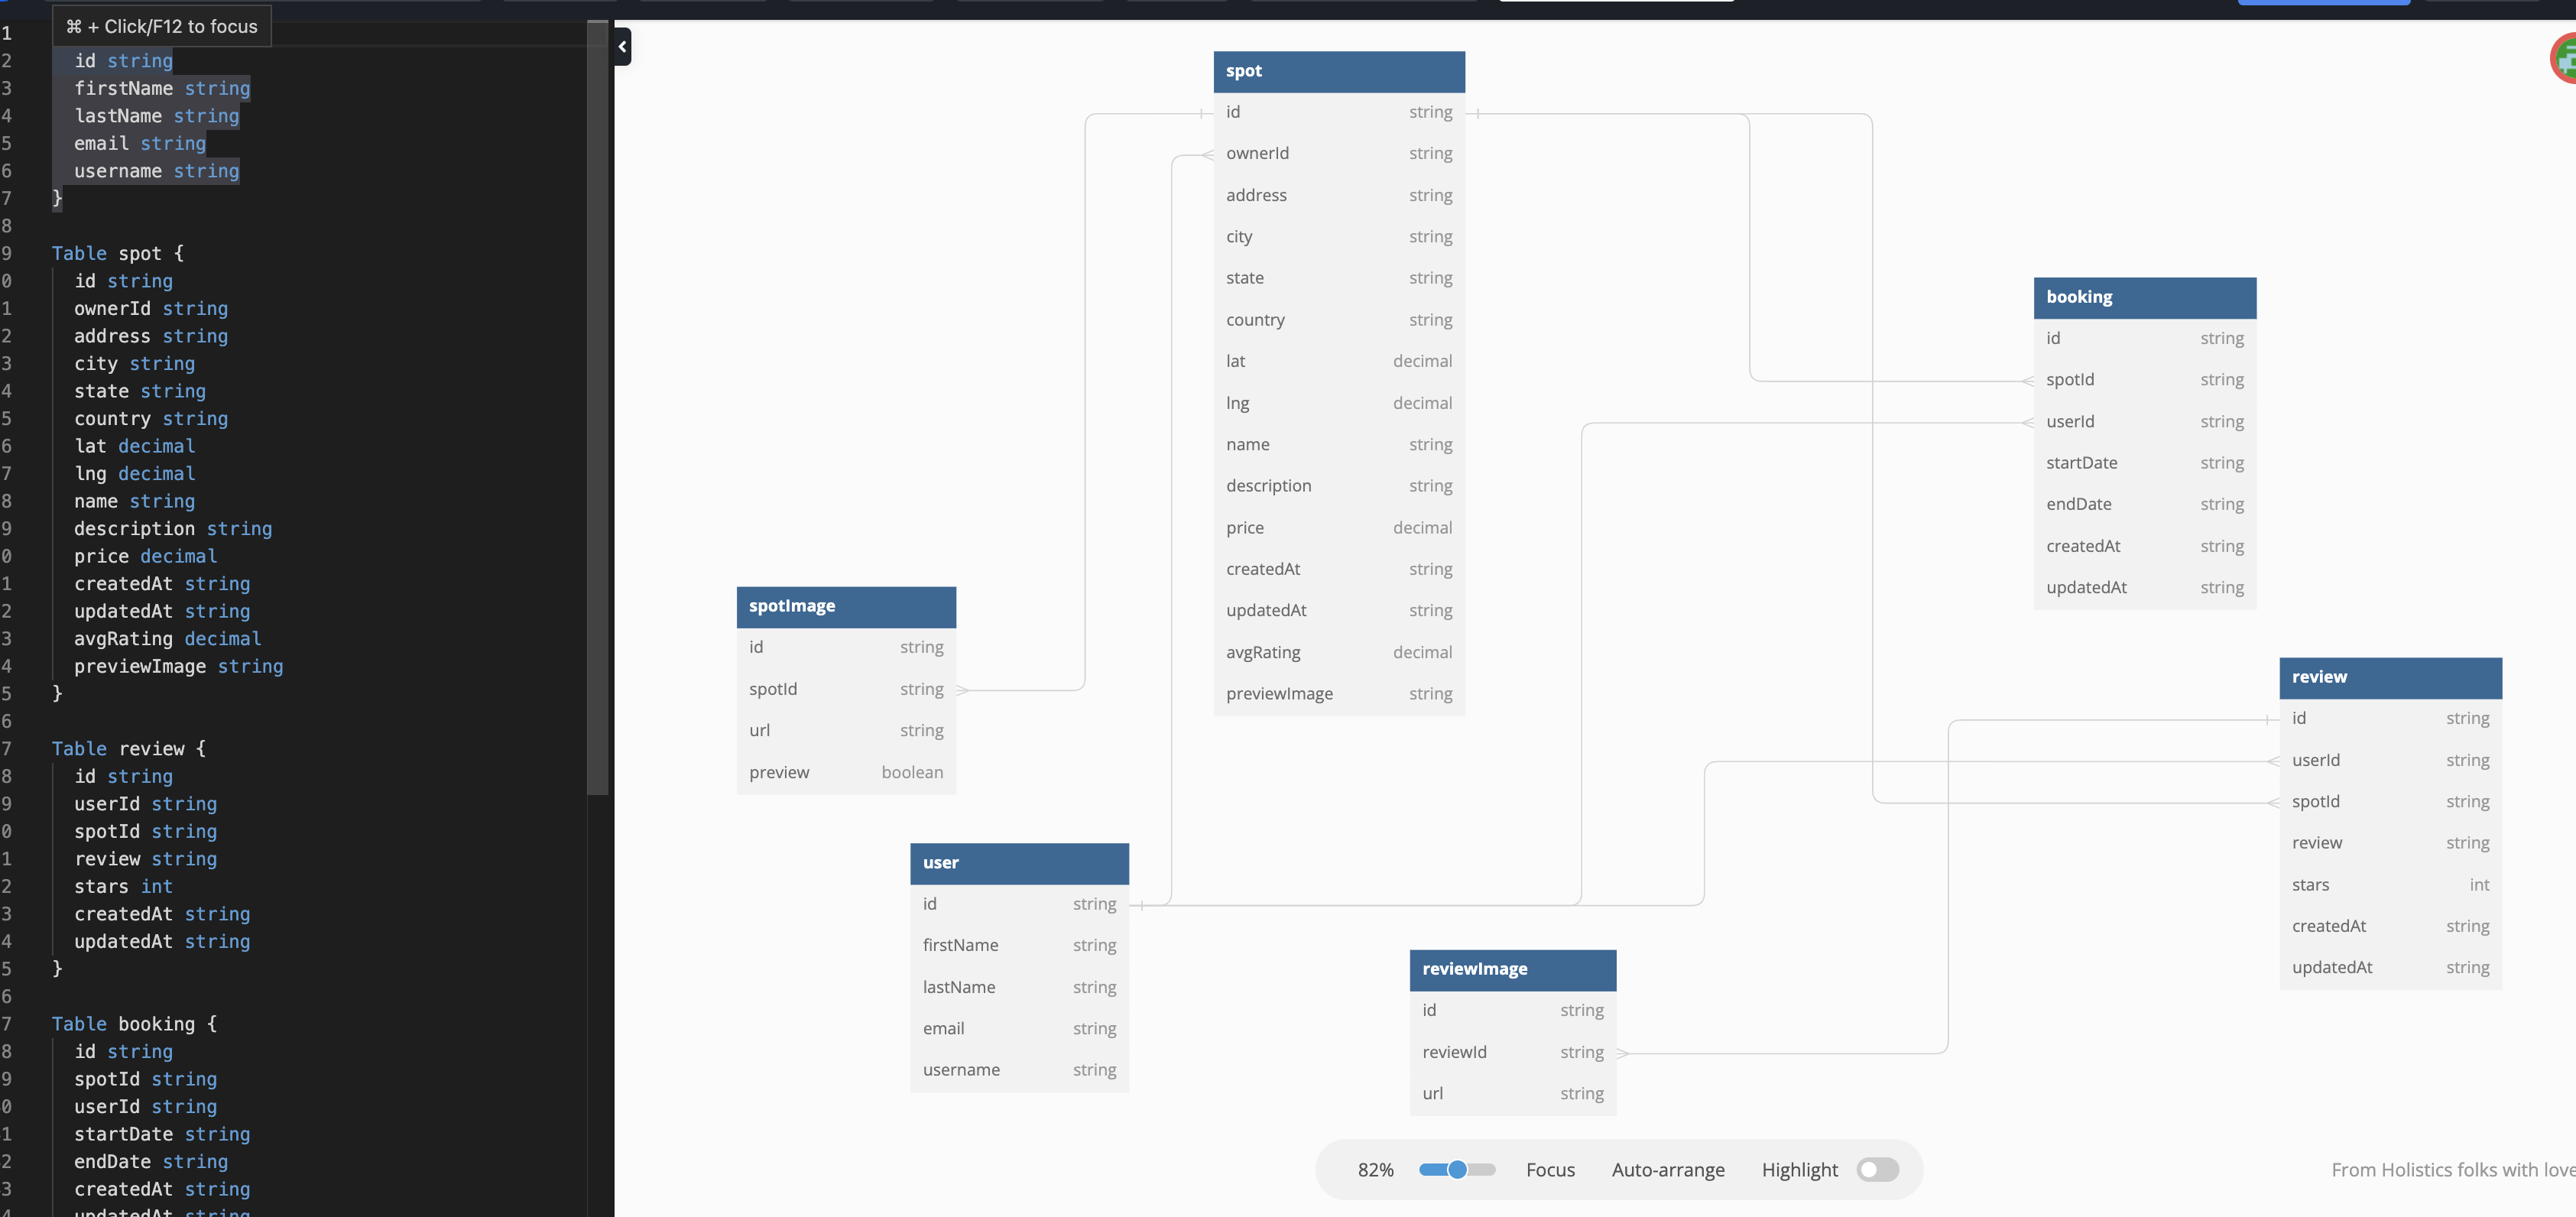 ⌘ + Click/F12 to focus
1
2 id string
3 firstName string
4 lastName string
5 email string
6 username string
7 }
8
9 Table spot {
0 id string
1 ownerId string
2 address string
3 city string
4 state string
5 country string
6 lat decimal
7 lng decimal
8 name string
9 description string
0 price decimal
1 createdAt string
2 updatedAt string
3 avgRating decimal
4 previewImage string
5 }
6
7 Table review {
8 id string
9 userId string
0 spotId string
1 review string
2 stars int
3 createdAt string
4 updatedAt string
5 }
6
7 Table booking {
8 id string
9 spotId string
0 userId string
1 startDate string
2 endDate string
3 createdAt string
4 updatedAt string
spot
id string
ownerId string
address string
city string
state string
country string
lat decimal
lng decimal
name string
description string
price decimal
createdAt string
updatedAt string
avgRating decimal
previewImage string
booking
id string
spotId string
userId string
startDate string
endDate string
createdAt string
updatedAt string
spotImage
id string
spotId string
url string
preview boolean
review
id string
userId string
spotId string
review string
stars int
createdAt string
updatedAt string
user
id string
firstName string
lastName string
email string
username string
reviewImage
id string
reviewId string
url string
82% Focus Auto-arrange Highlight
From Holistics folks with love